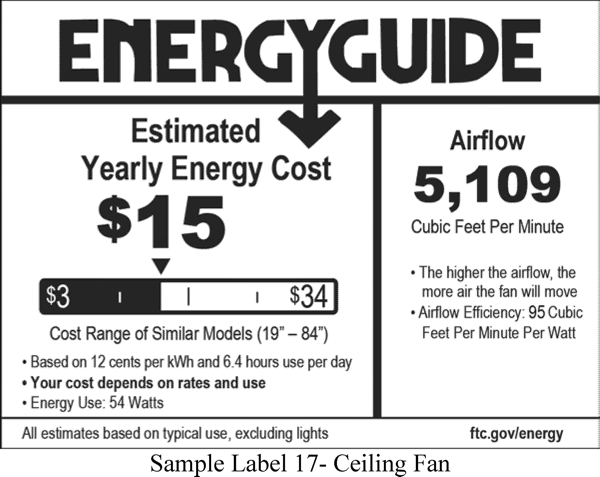 ENERGYGUIDE
Estimated
Yearly Energy Cost
$15
$3
$34
Cost Range of Similar Models (19” – 84”)
• Based on 12 cents per kWh and 6.4 hours use per day
• Your cost depends on rates and use
• Energy Use: 54 Watts
Airflow
5,109
Cubic Feet Per Minute
• The higher the airflow, the
more air the fan will move
• Airflow Efficiency: 95 Cubic
Feet Per Minute Per Watt
All estimates based on typical use, excluding lights
ftc.gov/energy
Sample Label 17- Ceiling Fan